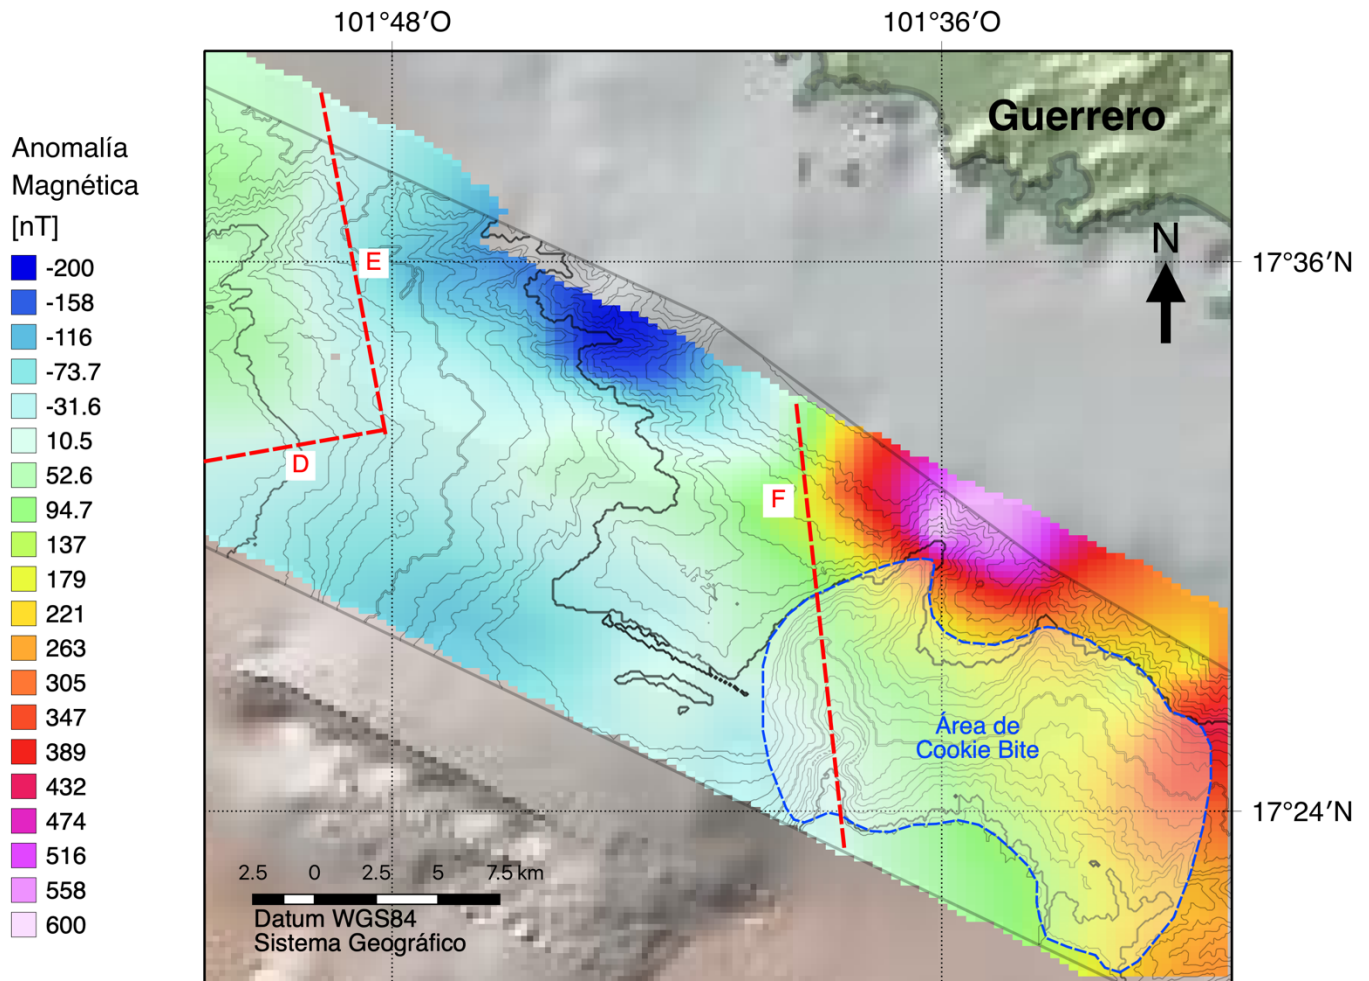 101°48′O
101°36′O
Guerrero
Anomalía
Magnética
[nT]
-200
-158
-116
-73.7
-31.6
10.5
52.6
94.7
137
179
221
263
305
347
389
432
474
516
558
600
N
E
17°36′N
D
F
Área de
Cookie Bite
17°24′N
2.5 0 2.5 5 7.5 km
Datum WGS84
Sistema Geográfico